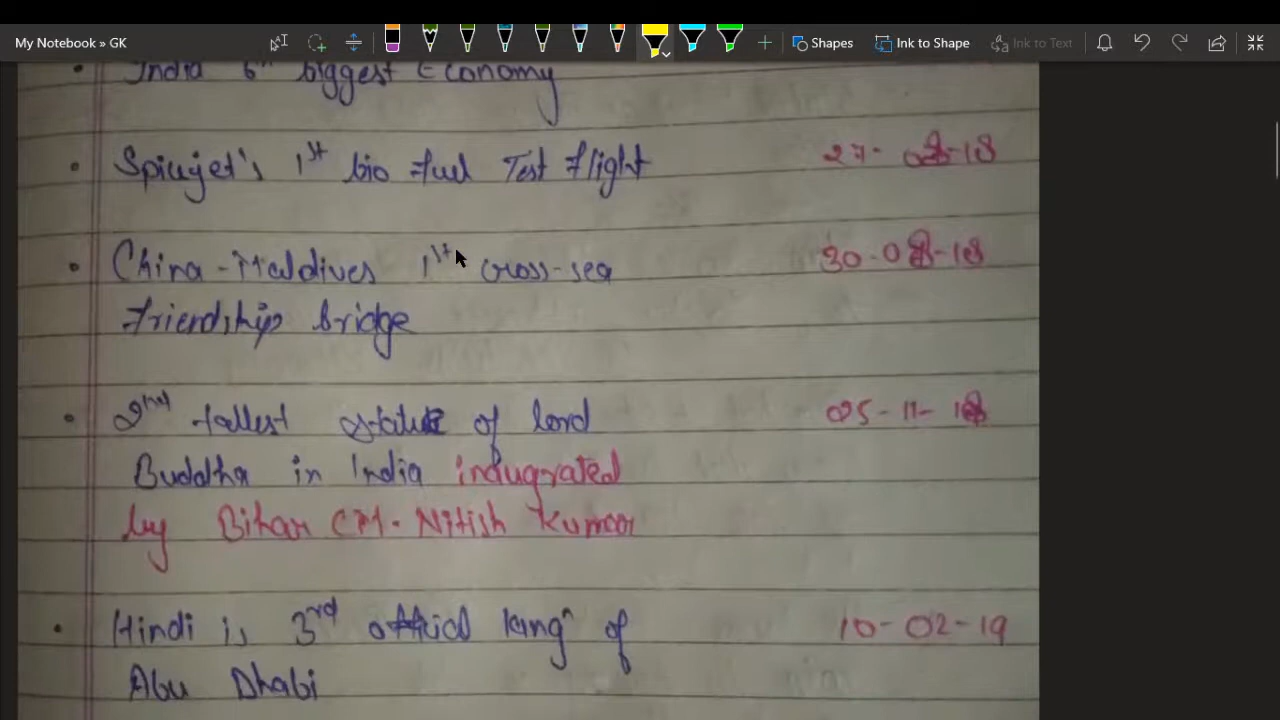 My Notebook » GK
Shapes
Ink to Shape
Ink to Text
India 6th biggest Economy
Spicejet's 1st bio fuel Test flight 27-08-18
China-Maldives 1st cross-sea 30-08-18
friendship bridge
2nd tallest statue of lord 05-11-18
Buddha in India indugrated
by Bihar CM. Nitish Kumar
Hindi is 3rd official langn of 10-02-19
Abu Dhabi